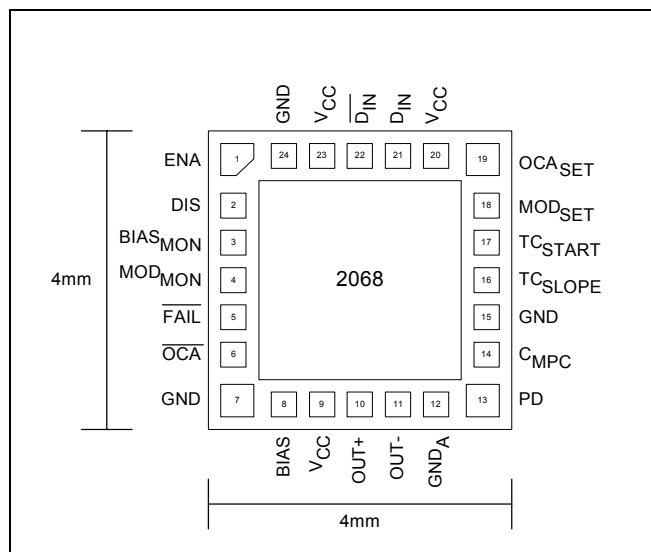 GND
VCC
DIN
DIN
VCC
24
23
22
21
20
ENA
1
19
OCASET
DIS
2
18
MODSET
BIASMON
3
17
TCSTART
4mm
MODMON
4
2068
16
TCSLOPE
FAIL
5
15
GND
OCA
6
14
CMPC
GND
7
13
PD
8
9
10
11
12
BIAS
VCC
OUT+
OUT-
GNDA
4mm